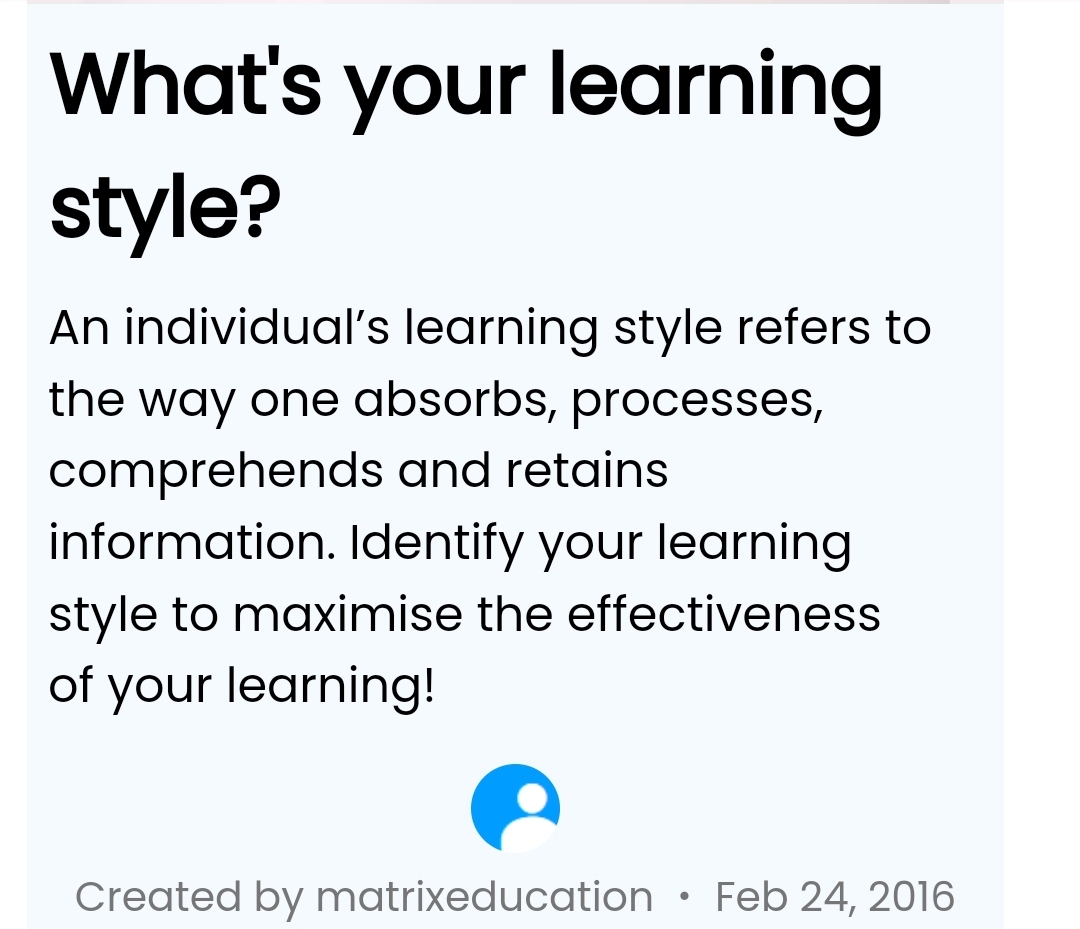 What's your learning
style?
An individual’s learning style refers to
the way one absorbs, processes,
comprehends and retains
information. Identify your learning
style to maximise the effectiveness
of your learning!
Created by matrixeducation • Feb 24, 2016